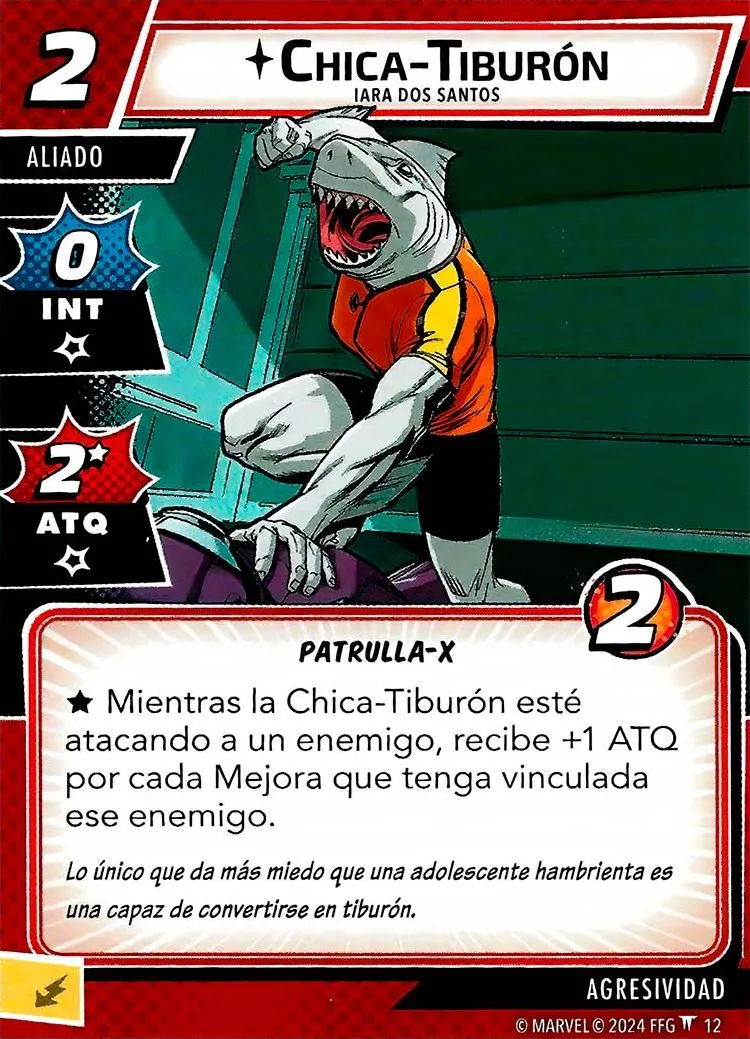 2
CHICA-TIBURÓN
IARA DOS SANTOS
ALIADO
0
INT
2
ATQ
2
PATRULLA-X
★ Mientras la Chica-Tiburón esté
atacando a un enemigo, recibe +1 ATQ
por cada Mejora que tenga vinculada
ese enemigo.
Lo único que da más miedo que una adolescente hambrienta es
una capaz de convertirse en tiburón.
AGRESIVIDAD
© MARVEL © 2024 FFG 12